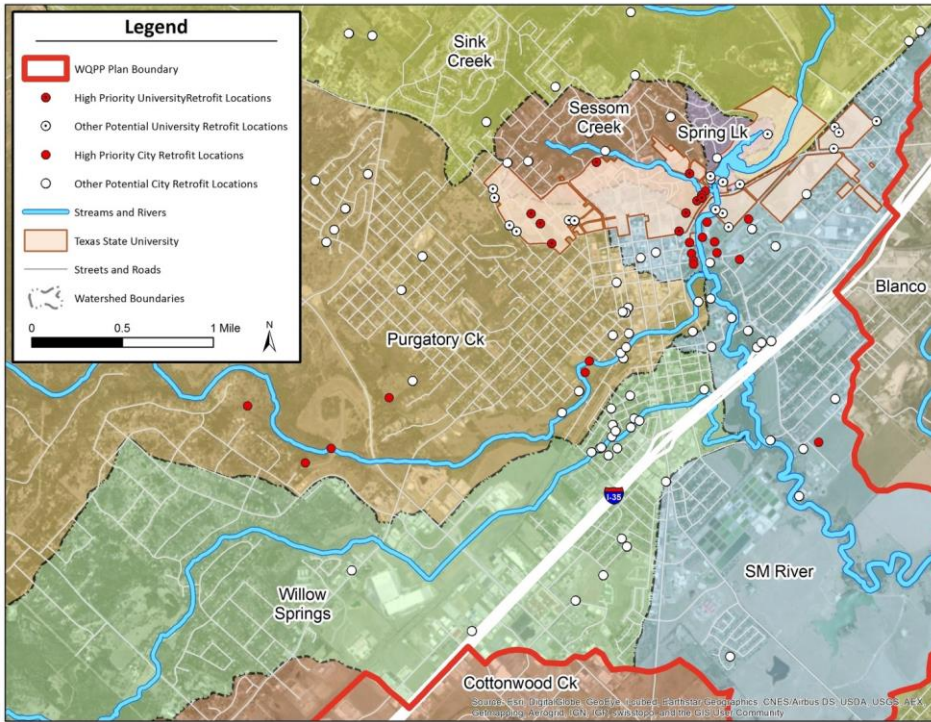 Legend
WQPP Plan Boundary
High Priority UniversityRetrofit Locations
Other Potential University Retrofit Locations
High Priority City Retrofit Locations
Other Potential City Retrofit Locations
Streams and Rivers
Texas State University
Streets and Roads
Watershed Boundaries
0 0.5 1 Mile
N
Sink
Creek
Sessom
Creek
Spring Lk
Blanco
Purgatory Ck
I-35
SM River
Willow
Springs
Cottonwood Ck
Source: Esri, DigitalGlobe, GeoEye, i-cubed, Earthstar Geographics, CNES/Airbus DS, USDA, USGS, AEX,
Getmapping, Aerogrid, IGN, IGP, swisstopo, and the GIS User Community